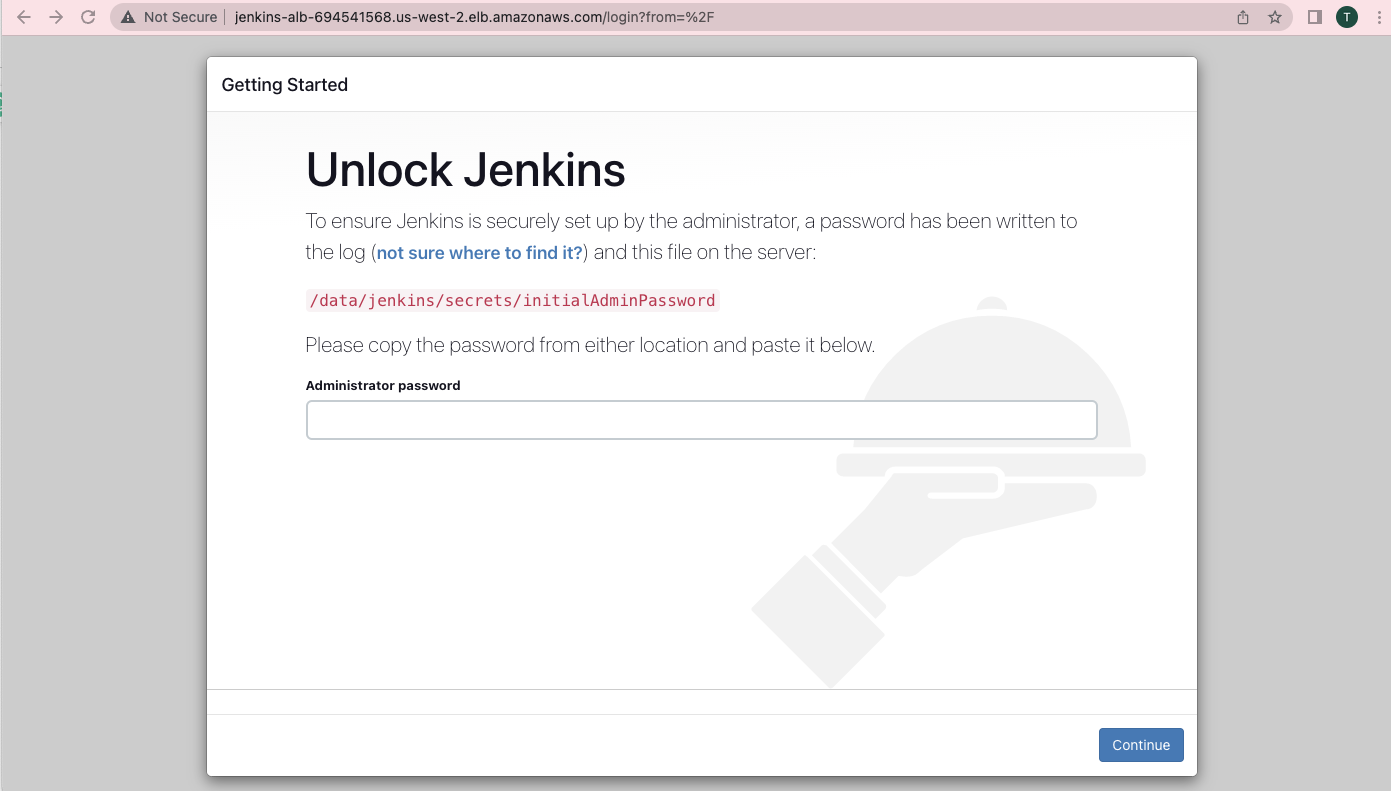 Not Secure jenkins-alb-694541568.us-west-2.elb.amazonaws.com/login?from=%2F
T
Getting Started
Unlock Jenkins
To ensure Jenkins is securely set up by the administrator, a password has been written to
the log (not sure where to find it?) and this file on the server:
/data/jenkins/secrets/initialAdminPassword
Please copy the password from either location and paste it below.
Administrator password
Continue